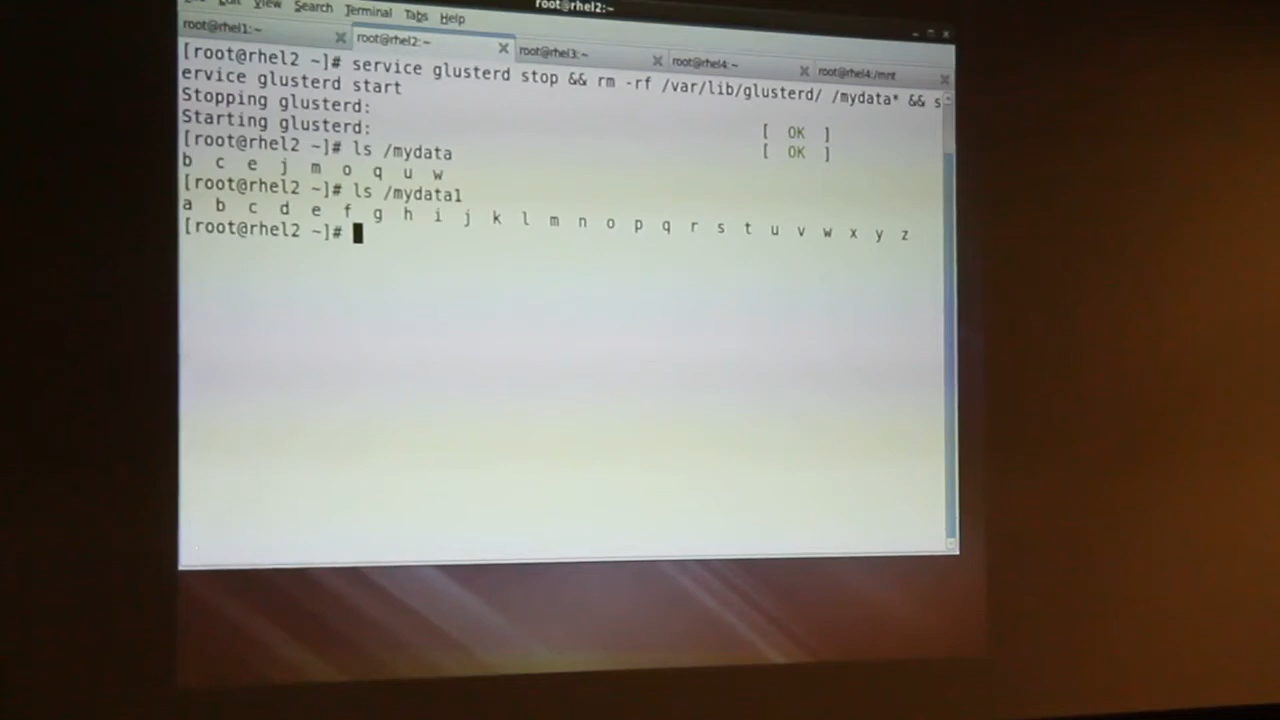 root@rhel2:~
Edit View Search Terminal Tabs Help
root@rhel1:~ root@rhel2:~ root@rhel3:~ root@rhel4:~ root@rhel4:/mnt
[root@rhel2 ~]# service glusterd stop && rm -rf /var/lib/glusterd/ /mydata* && s
ervice glusterd start
Stopping glusterd: [ OK ]
Starting glusterd: [ OK ]
[root@rhel2 ~]# ls /mydata
b c e j m o q u w
[root@rhel2 ~]# ls /mydata1
a b c d e f g h i j k l m n o p q r s t u v w x y z
[root@rhel2 ~]#